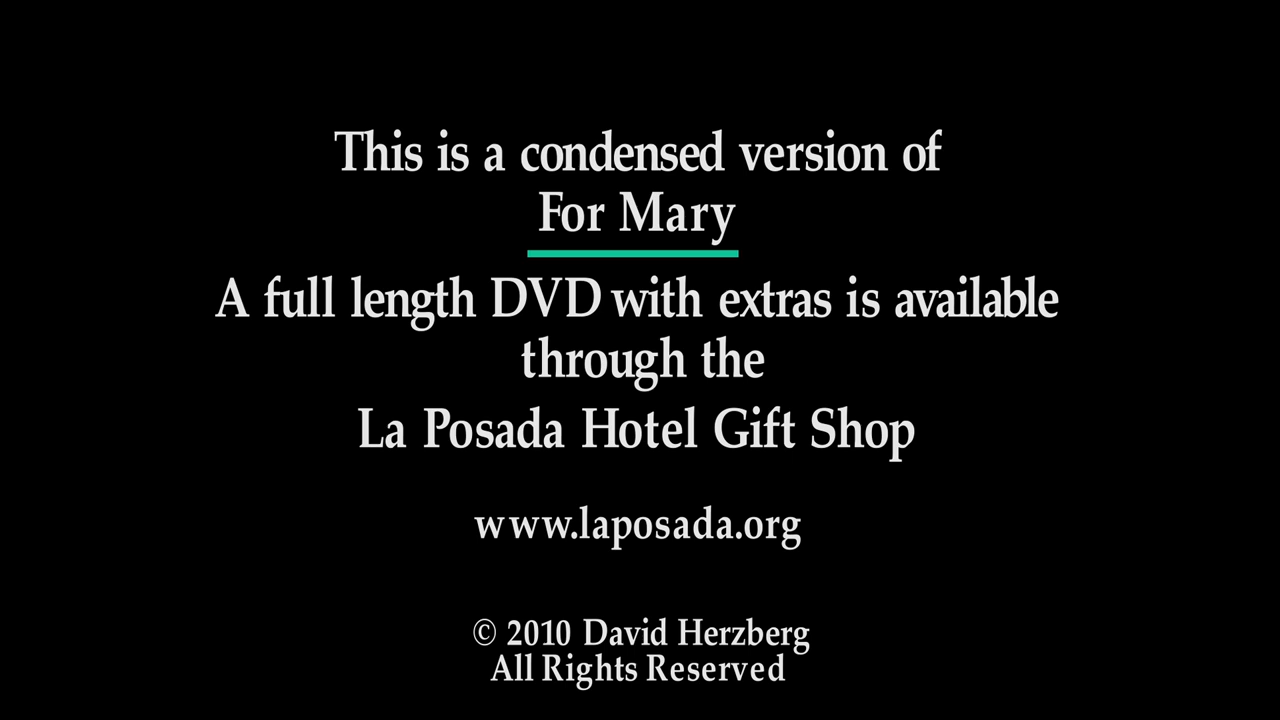 This is a condensed version of
For Mary
A full length DVD with extras is available
through the
La Posada Hotel Gift Shop
www.laposada.org
© 2010 David Herzberg
All Rights Reserved